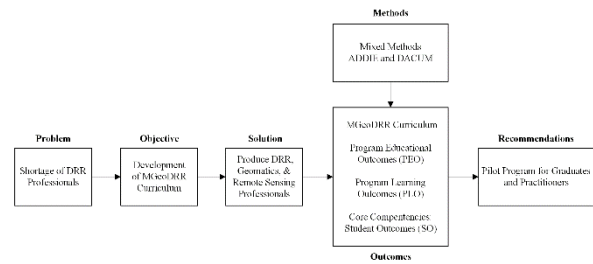 Methods
Mixed Methods
ADDIE and DACUM
Problem
Shortage of DRR
Professionals
Objective
Development
of MGeoDRR
Curriculum
Solution
Produce DRR,
Geomatics, &
Remote Sensing
Professionals
MGeoDRR Curriculum
Program Educational
Outcomes (PEO)
Program Learning
Outcomes (PLO)
Core Compentencies
Student Outcomes (SO)
Outcomes
Recommendations
Pilot Program for Graduates
and Practitioners